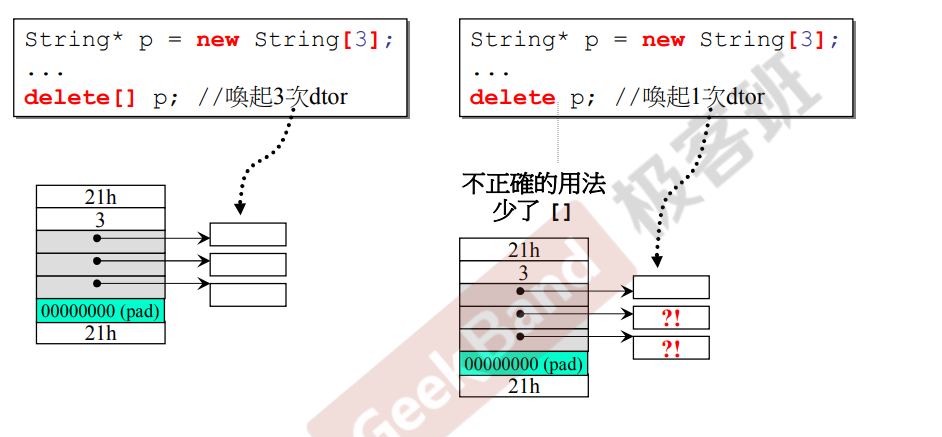 String* p = new String[3];
...
delete[] p; //喚起3次dtor
String* p = new String[3];
...
delete p; //喚起1次dtor
不正確的用法
少了 []
21h
3
00000000 (pad)
21h
21h
3
?!
?!
00000000 (pad)
21h
GeekBand 极客班